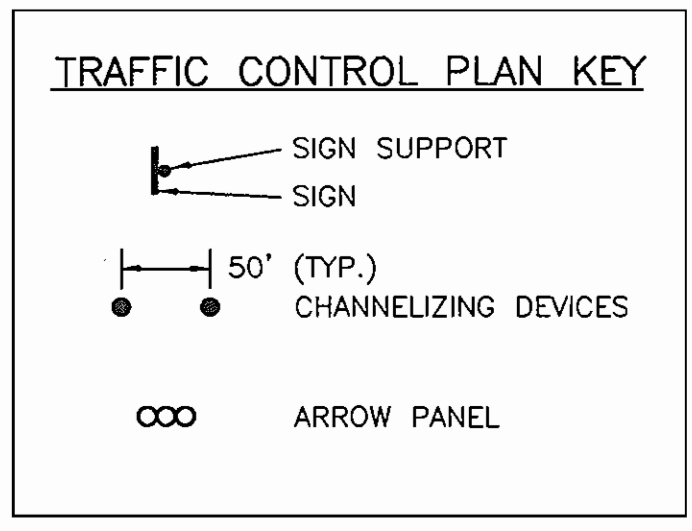 TRAFFIC CONTROL PLAN KEY
SIGN SUPPORT
SIGN
50' (TYP.)
CHANNELIZING DEVICES
ARROW PANEL